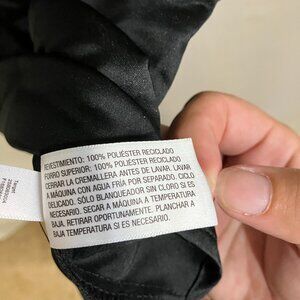 REVESTIMIENTO: 100% POLIÉSTER RECICLADO
FORRO SUPERIOR: 100% POLIÉSTER RECICLADO
CERRAR LA CREMALLERA ANTES DE LAVAR. LAVAR
A MÁQUINA CON AGUA FRÍA POR SEPARADO. CICLO
DELICADO. SÓLO BLANQUEADOR SIN CLORO SI ES
NECESARIO. SECAR A MÁQUINA A TEMPERATURA
BAJA. RETIRAR OPORTUNAMENTE. PLANCHAR A
BAJA TEMPERATURA SI ES NECESARIO.